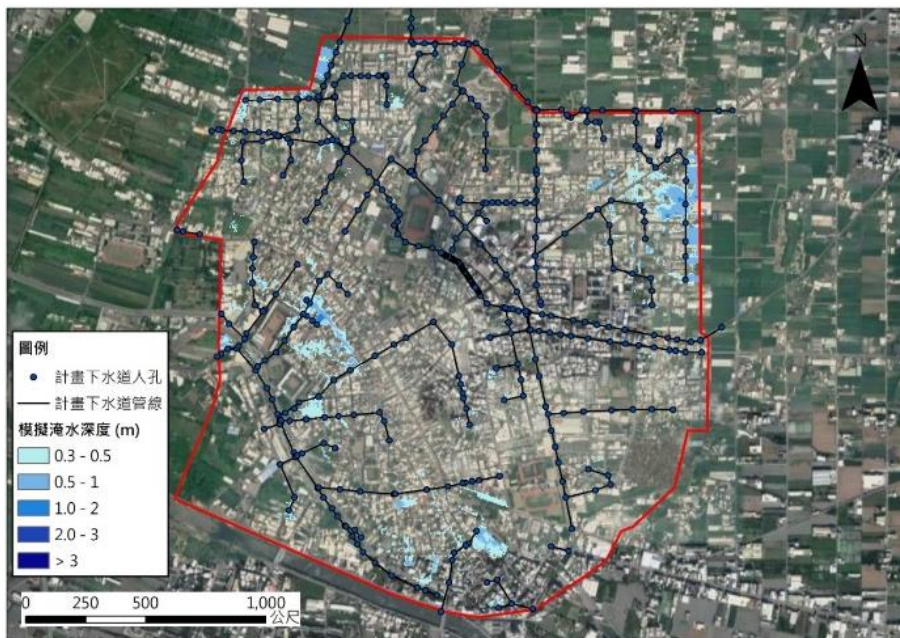 N
圖例
計畫下水道人孔
計畫下水道管線
模擬淹水深度 (m)
0.3 - 0.5
0.5 - 1
1.0 - 2
2.0 - 3
> 3
0 250 500 1,000
公尺